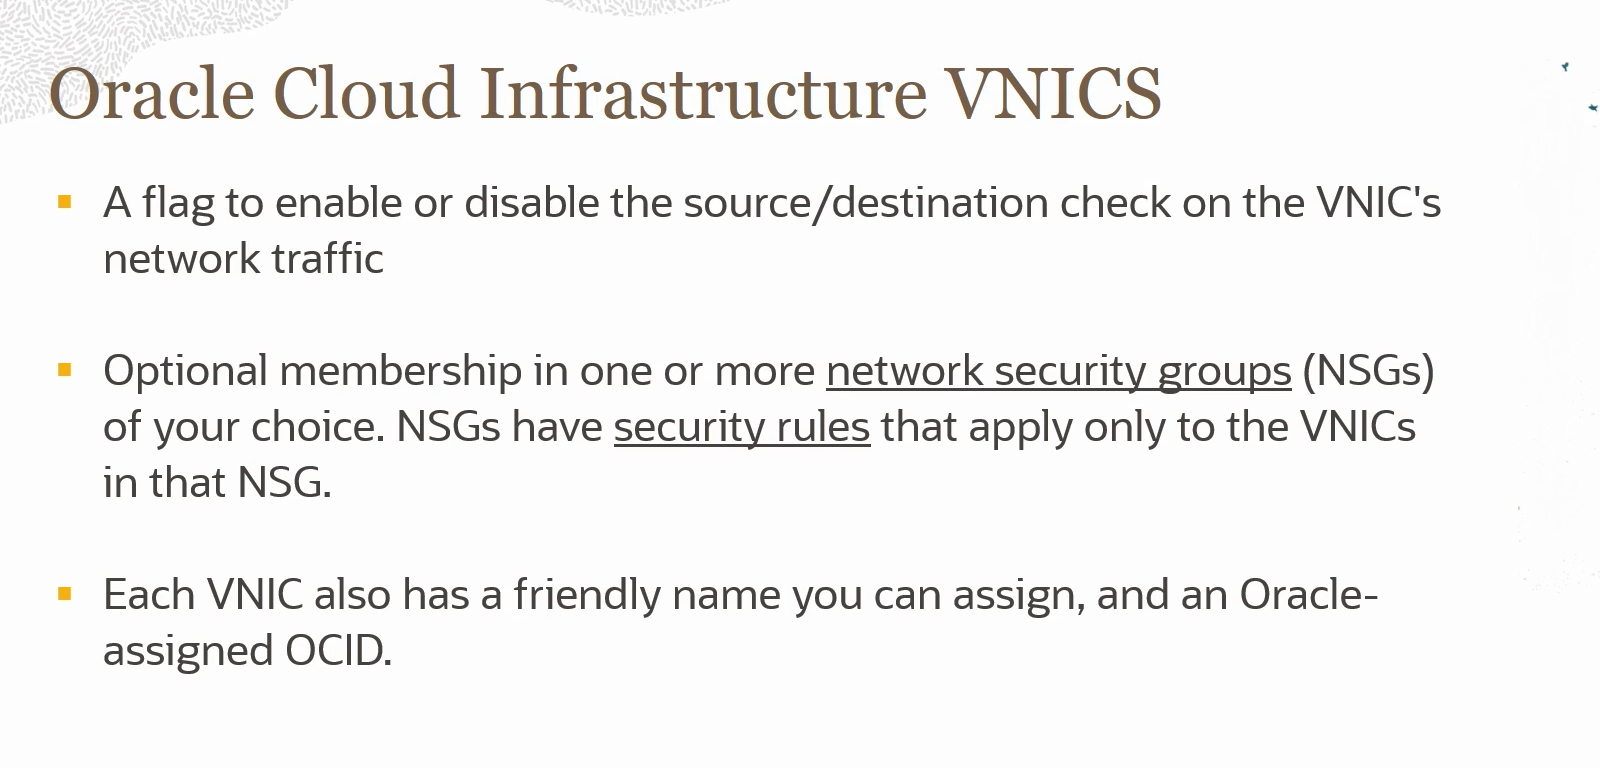 Oracle Cloud Infrastructure VNICS
▪ A flag to enable or disable the source/destination check on the VNIC's
network traffic
▪ Optional membership in one or more network security groups (NSGs)
of your choice. NSGs have security rules that apply only to the VNICs
in that NSG.
▪ Each VNIC also has a friendly name you can assign, and an Oracle-
assigned OCID.